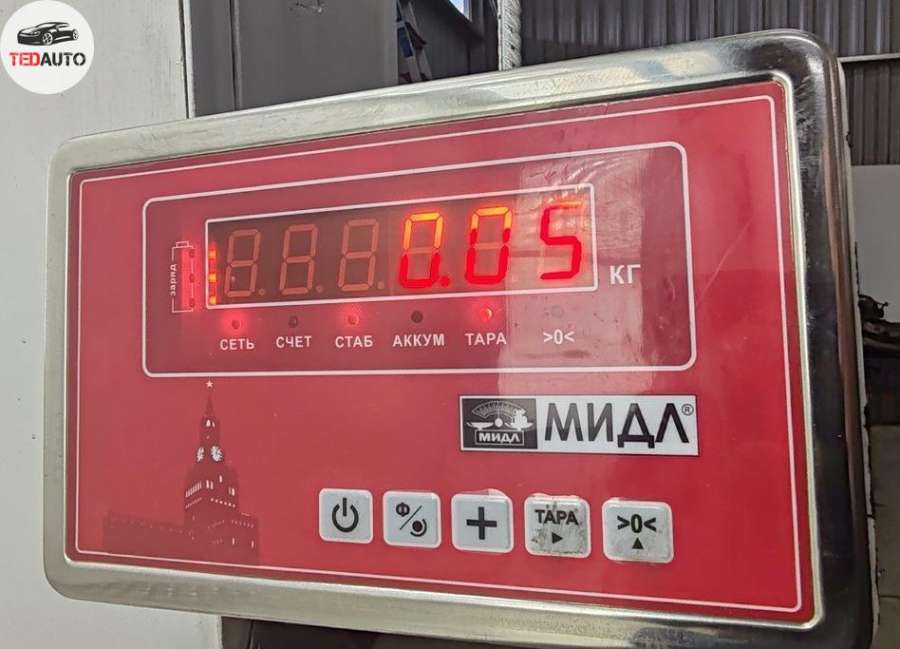 TEDAUTO
заряд
0.05 КГ
СЕТЬ СЧЕТ СТАБ АККУМ ТАРА >0<
МИДЛ МИДЛ®
Ф/ + ТАРА >0<